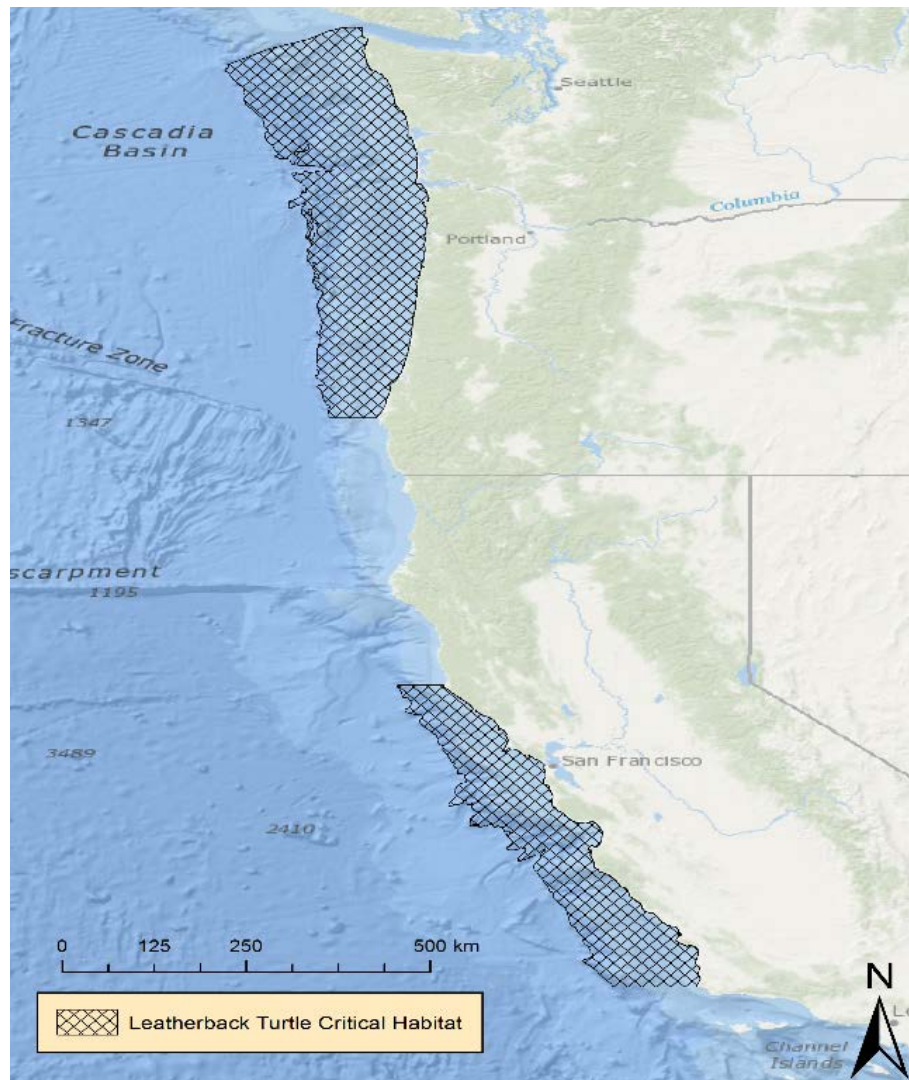 Seattle
Cascadia
Basin
Columbia
Portland
Fracture Zone
1347
scarpment
1195
3489
San Francisco
2410
0 125 250 500 km
N
Leatherback Turtle Critical Habitat
Channel
Islands